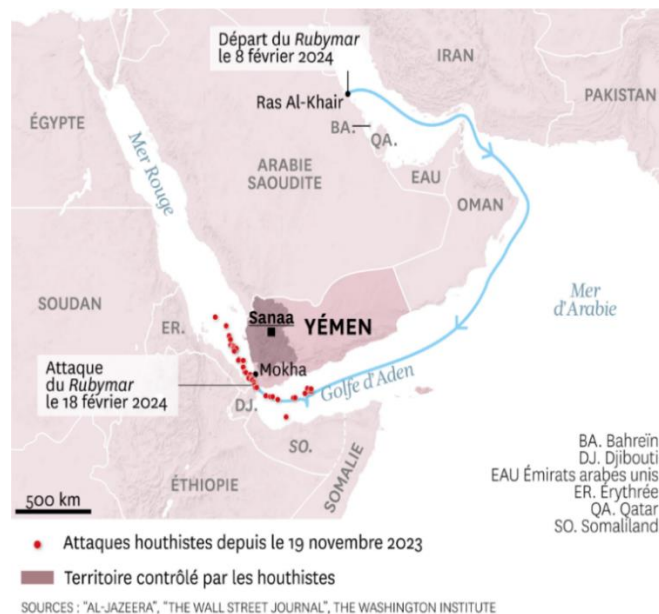 Départ du Rubymar
le 8 février 2024
IRAN
PAKISTAN
Ras Al-Khair
ÉGYPTE
BA.
QA.
Mer Rouge
ARABIE
SAOUDITE
EAU
OMAN
SOUDAN
ER.
Sanaa
YÉMEN
Mer
d'Arabie
Attaque
du Rubymar
le 18 février 2024
Mokha
Golfe d'Aden
DJ.
SO.
ÉTHIOPIE
SOMALIE
500 km
BA. Bahreïn
DJ. Djibouti
EAU Émirats arabes unis
ER. Érythrée
QA. Qatar
SO. Somaliland
Attaques houthistes depuis le 19 novembre 2023
Territoire contrôlé par les houthistes
SOURCES : "AL-JAZEERA", "THE WALL STREET JOURNAL", THE WASHINGTON INSTITUTE